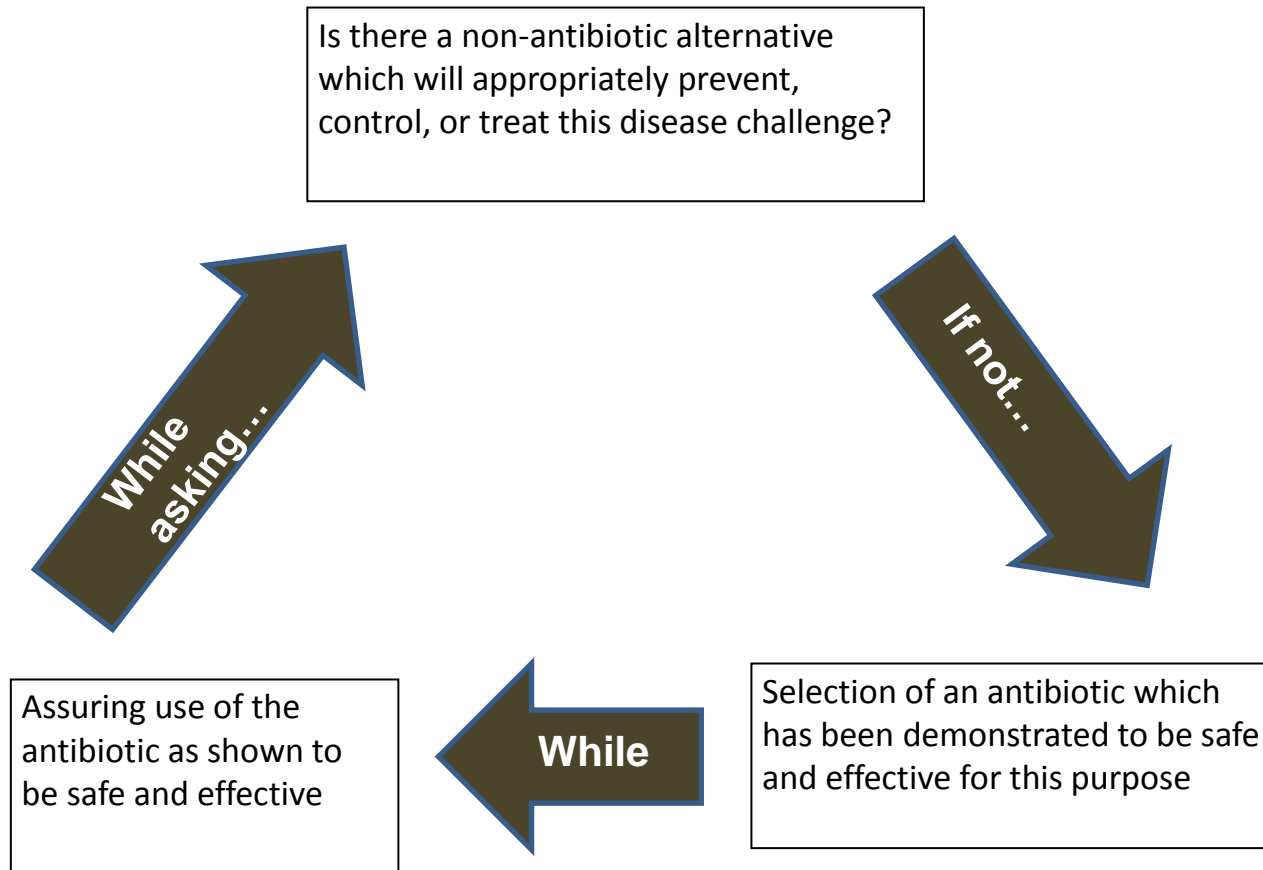 Is there a non-antibiotic alternative
which will appropriately prevent,
control, or treat this disease challenge?
If not…
Selection of an antibiotic which
has been demonstrated to be safe
and effective for this purpose
While
Assuring use of the
antibiotic as shown to
be safe and effective
While
asking…